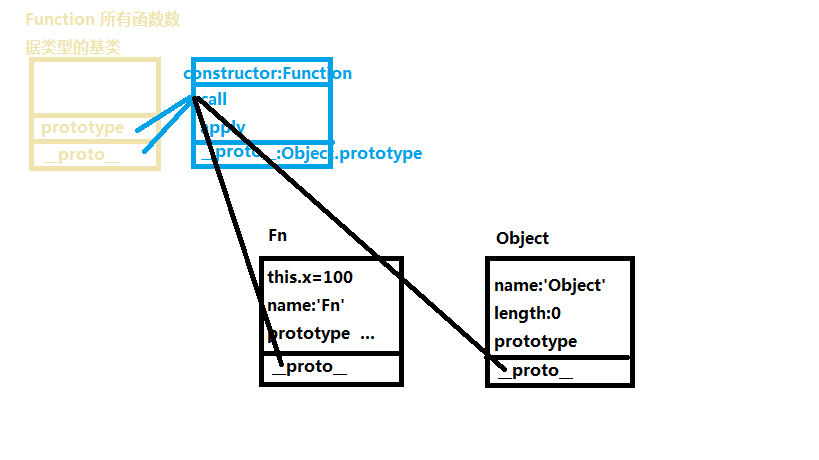 Function 所有函数数
据类型的基类
constructor:Function
call
prototype
apply
__proto__
__proto__:Object.prototype
Fn
Object
this.x=100
name:'Object'
name:'Fn'
length:0
prototype ...
prototype
__proto__
__proto__